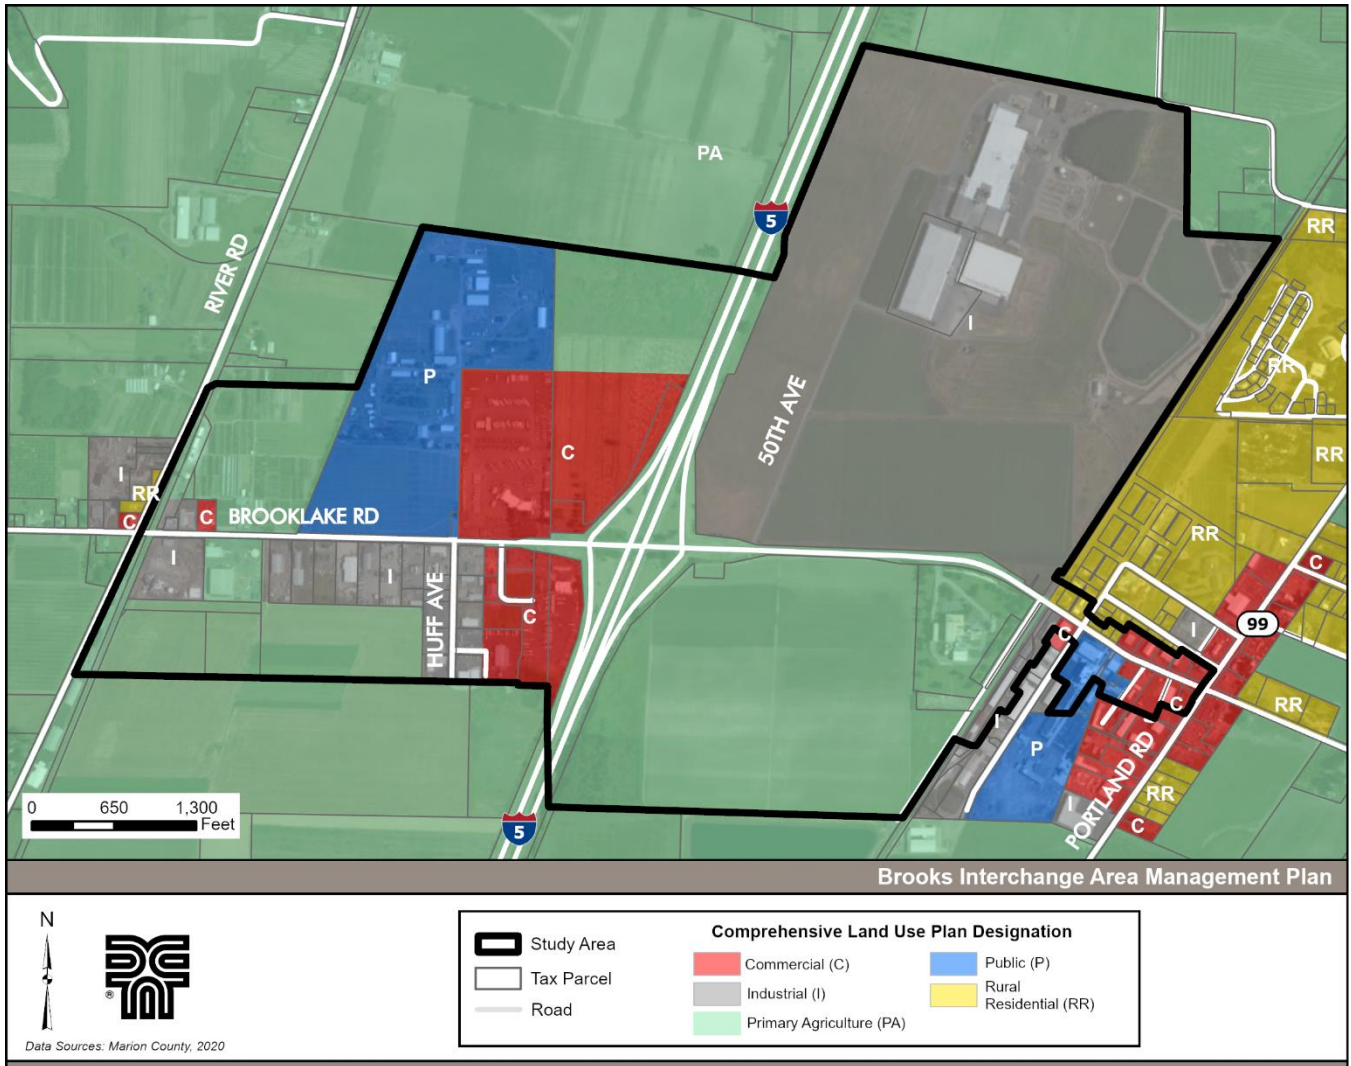 PA
5
RR
RIVER RD
I
RR
P
50TH AVE
C
I
RR
RR
C
C
BROOKLAKE RD
RR
I
I
HUFF AVE
C
C
C
I
99
RR
I
P
C
PORTLAND RD
RR
I
C
0 650 1,300
Feet
5
Brooks Interchange Area Management Plan
N
®
Data Sources: Marion County, 2020
Study Area
Tax Parcel
Road
Comprehensive Land Use Plan Designation
Commercial (C)
Industrial (I)
Primary Agriculture (PA)
Public (P)
Rural
Residential (RR)